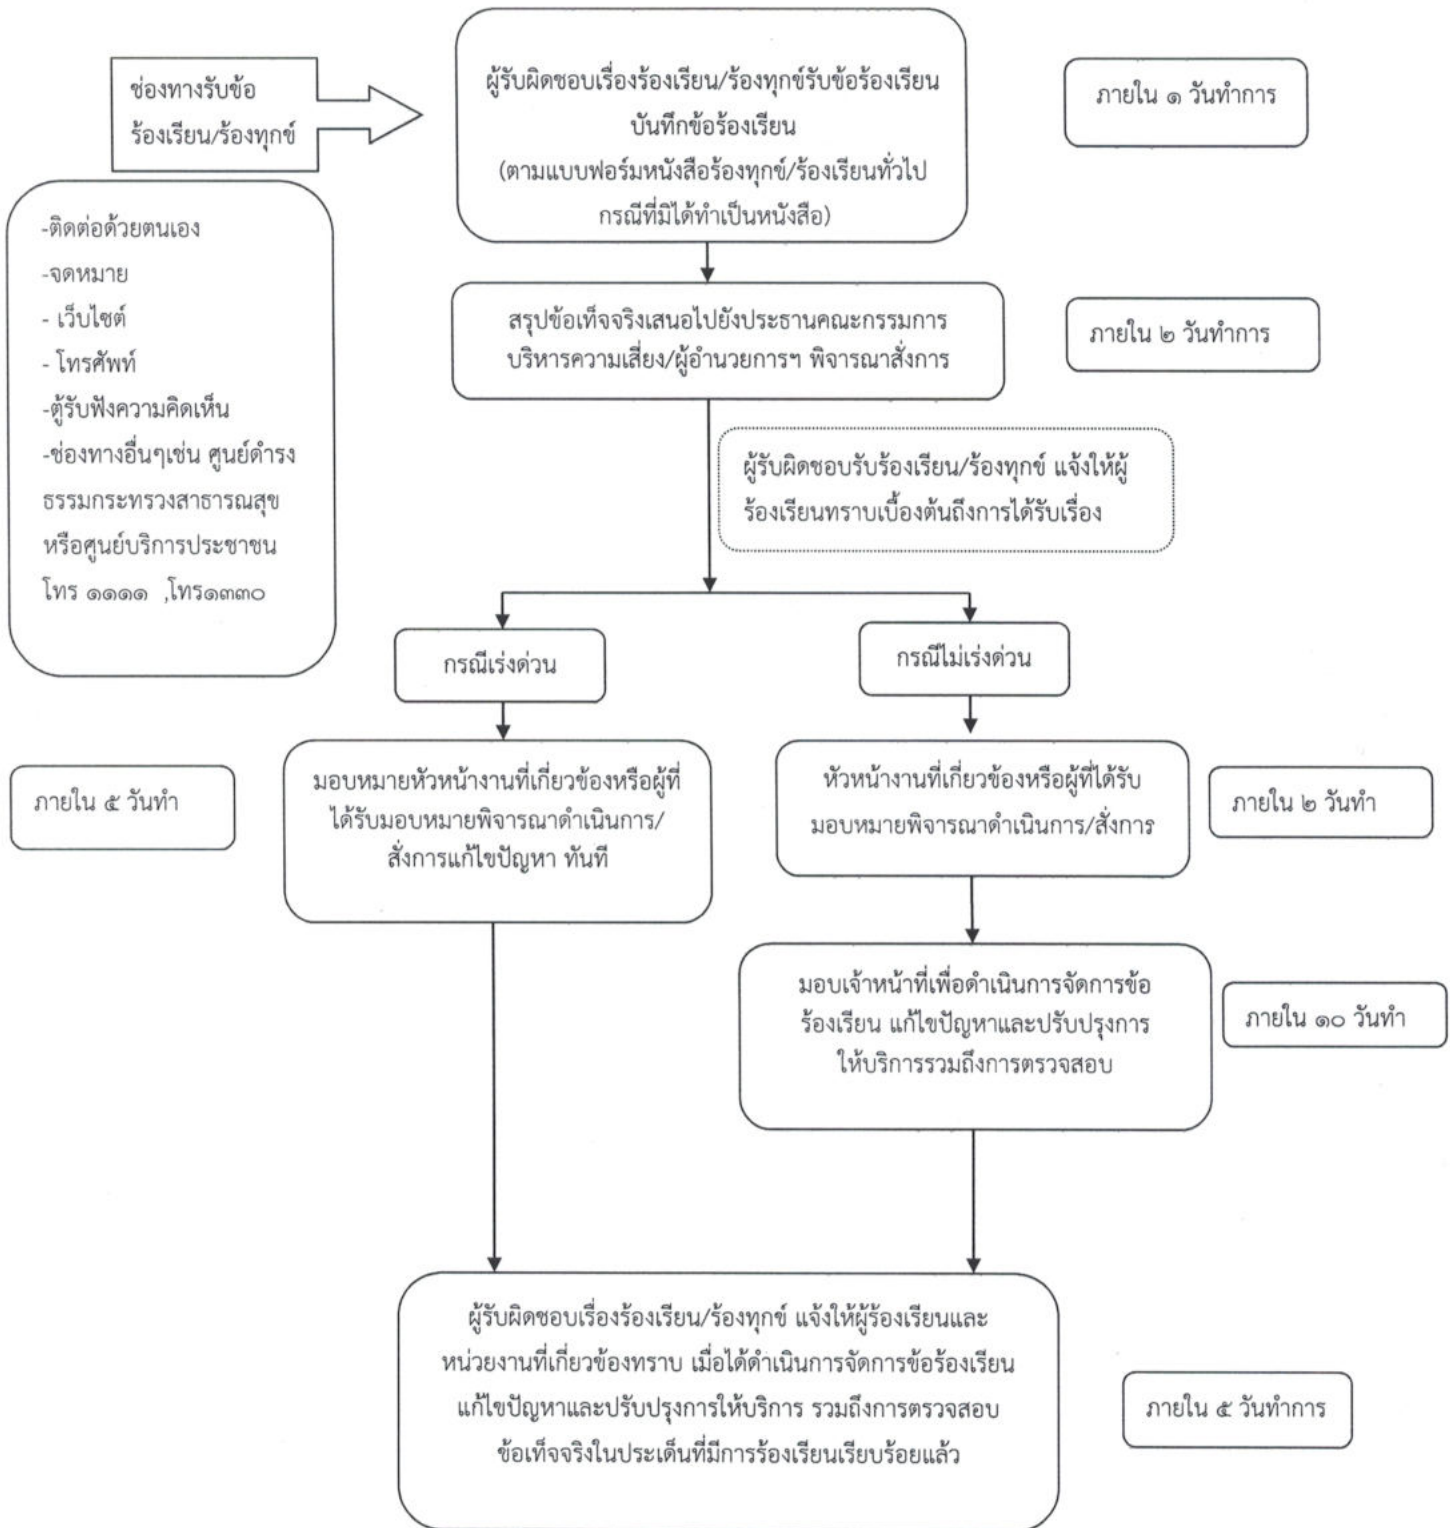 ช่องทางรับข้อ
ร้องเรียน/ร้องทุกข์
ผู้รับผิดชอบเรื่องร้องเรียน/ร้องทุกข์รับข้อร้องเรียน
บันทึกข้อร้องเรียน
(ตามแบบฟอร์มหนังสือร้องทุกข์/ร้องเรียนทั่วไป
กรณีที่มิได้ทำเป็นหนังสือ)
ภายใน ๑ วันทำการ
-ติดต่อด้วยตนเอง
-จดหมาย
- เว็บไซต์
- โทรศัพท์
-ตู้รับฟังความคิดเห็น
-ช่องทางอื่นๆเช่น ศูนย์ดำรง
ธรรมกระทรวงสาธารณสุข
หรือศูนย์บริการประชาชน
โทร ๑๑๑๑ ,โทร๑๓๓๐
สรุปข้อเท็จจริงเสนอไปยังประธานคณะกรรมการ
บริหารความเสี่ยง/ผู้อำนวยการฯ พิจารณาสั่งการ
ภายใน ๒ วันทำการ
ผู้รับผิดชอบรับร้องเรียน/ร้องทุกข์ แจ้งให้ผู้
ร้องเรียนทราบเบื้องต้นถึงการได้รับเรื่อง
กรณีเร่งด่วน
กรณีไม่เร่งด่วน
ภายใน ๕ วันทำ
มอบหมายหัวหน้างานที่เกี่ยวข้องหรือผู้ที่
ได้รับมอบหมายพิจารณาดำเนินการ/
สั่งการแก้ไขปัญหา ทันที
หัวหน้างานที่เกี่ยวข้องหรือผู้ที่ได้รับ
มอบหมายพิจารณาดำเนินการ/สั่งการ
ภายใน ๒ วันทำ
มอบเจ้าหน้าที่เพื่อดำเนินการจัดการข้อ
ร้องเรียน แก้ไขปัญหาและปรับปรุงการ
ให้บริการรวมถึงการตรวจสอบ
ภายใน ๑๐ วันทำ
ผู้รับผิดชอบเรื่องร้องเรียน/ร้องทุกข์ แจ้งให้ผู้ร้องเรียนและ
หน่วยงานที่เกี่ยวข้องทราบ เมื่อได้ดำเนินการจัดการข้อร้องเรียน
แก้ไขปัญหาและปรับปรุงการให้บริการ รวมถึงการตรวจสอบ
ข้อเท็จจริงในประเด็นที่มีการร้องเรียนเรียบร้อยแล้ว
ภายใน ๕ วันทำการ